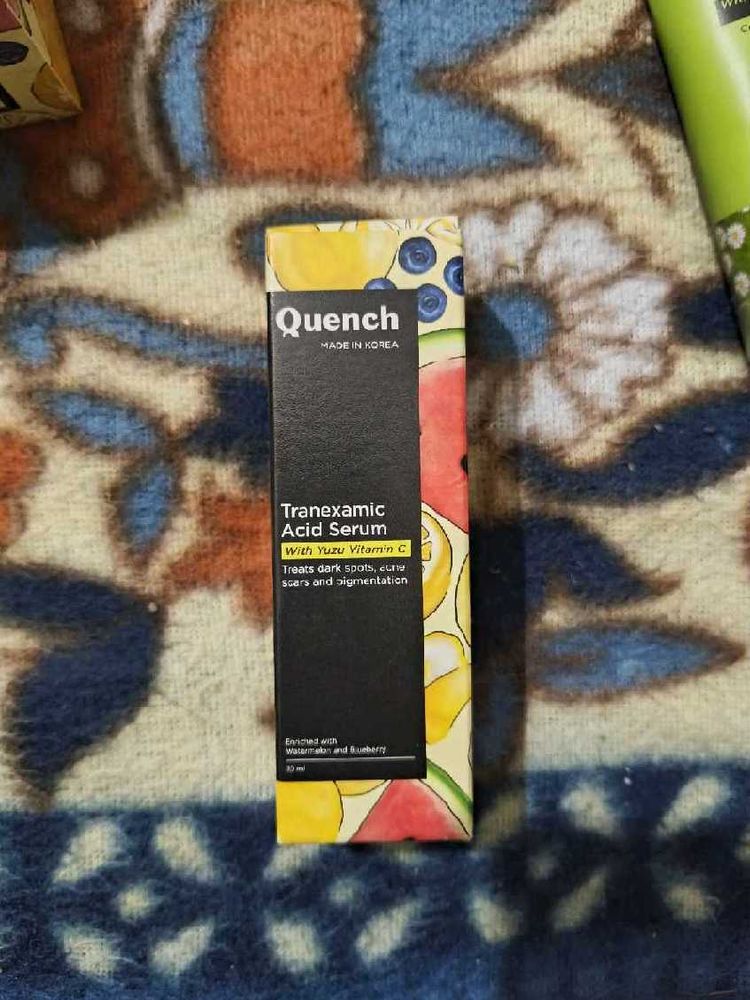 Quench
MADE IN KOREA
Tranexamic
Acid Serum
With Yuzu Vitamin C
Treats dark spots, acne
scars and pigmentation
Enriched with
Watermelon and Blueberry
30 ml